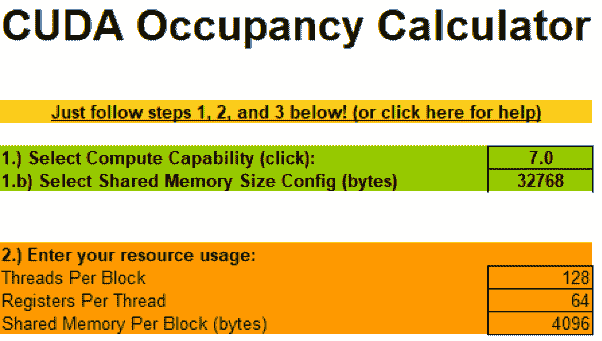 CUDA Occupancy Calculator
Just follow steps 1, 2, and 3 below! (or click here for help)
1.) Select Compute Capability (click): 7.0
1.b) Select Shared Memory Size Config (bytes) 32768
2.) Enter your resource usage:
Threads Per Block 128
Registers Per Thread 64
Shared Memory Per Block (bytes) 4096